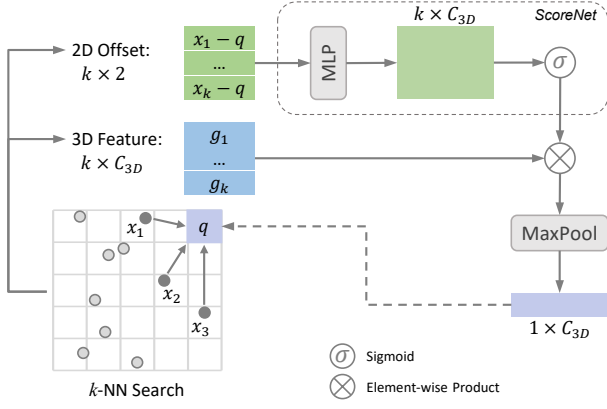 k × C₃D
ScoreNet
2D Offset:
k × 2
x₁ − q
...
xₖ − q
MLP
σ
3D Feature:
k × C₃D
g₁
...
gₖ
x₁
q
MaxPool
x₂
x₃
1 × C₃D
k-NN Search
σ Sigmoid
Element-wise Product